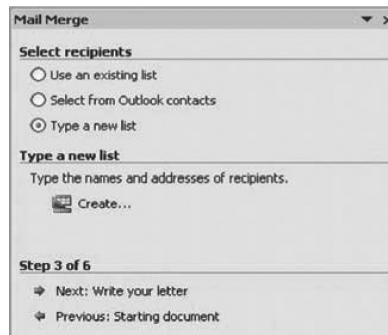 Mail Merge
Select recipients
Use an existing list
Select from Outlook contacts
Type a new list
Type a new list
Type the names and addresses of recipients.
Create...
Step 3 of 6
Next: Write your letter
Previous: Starting document